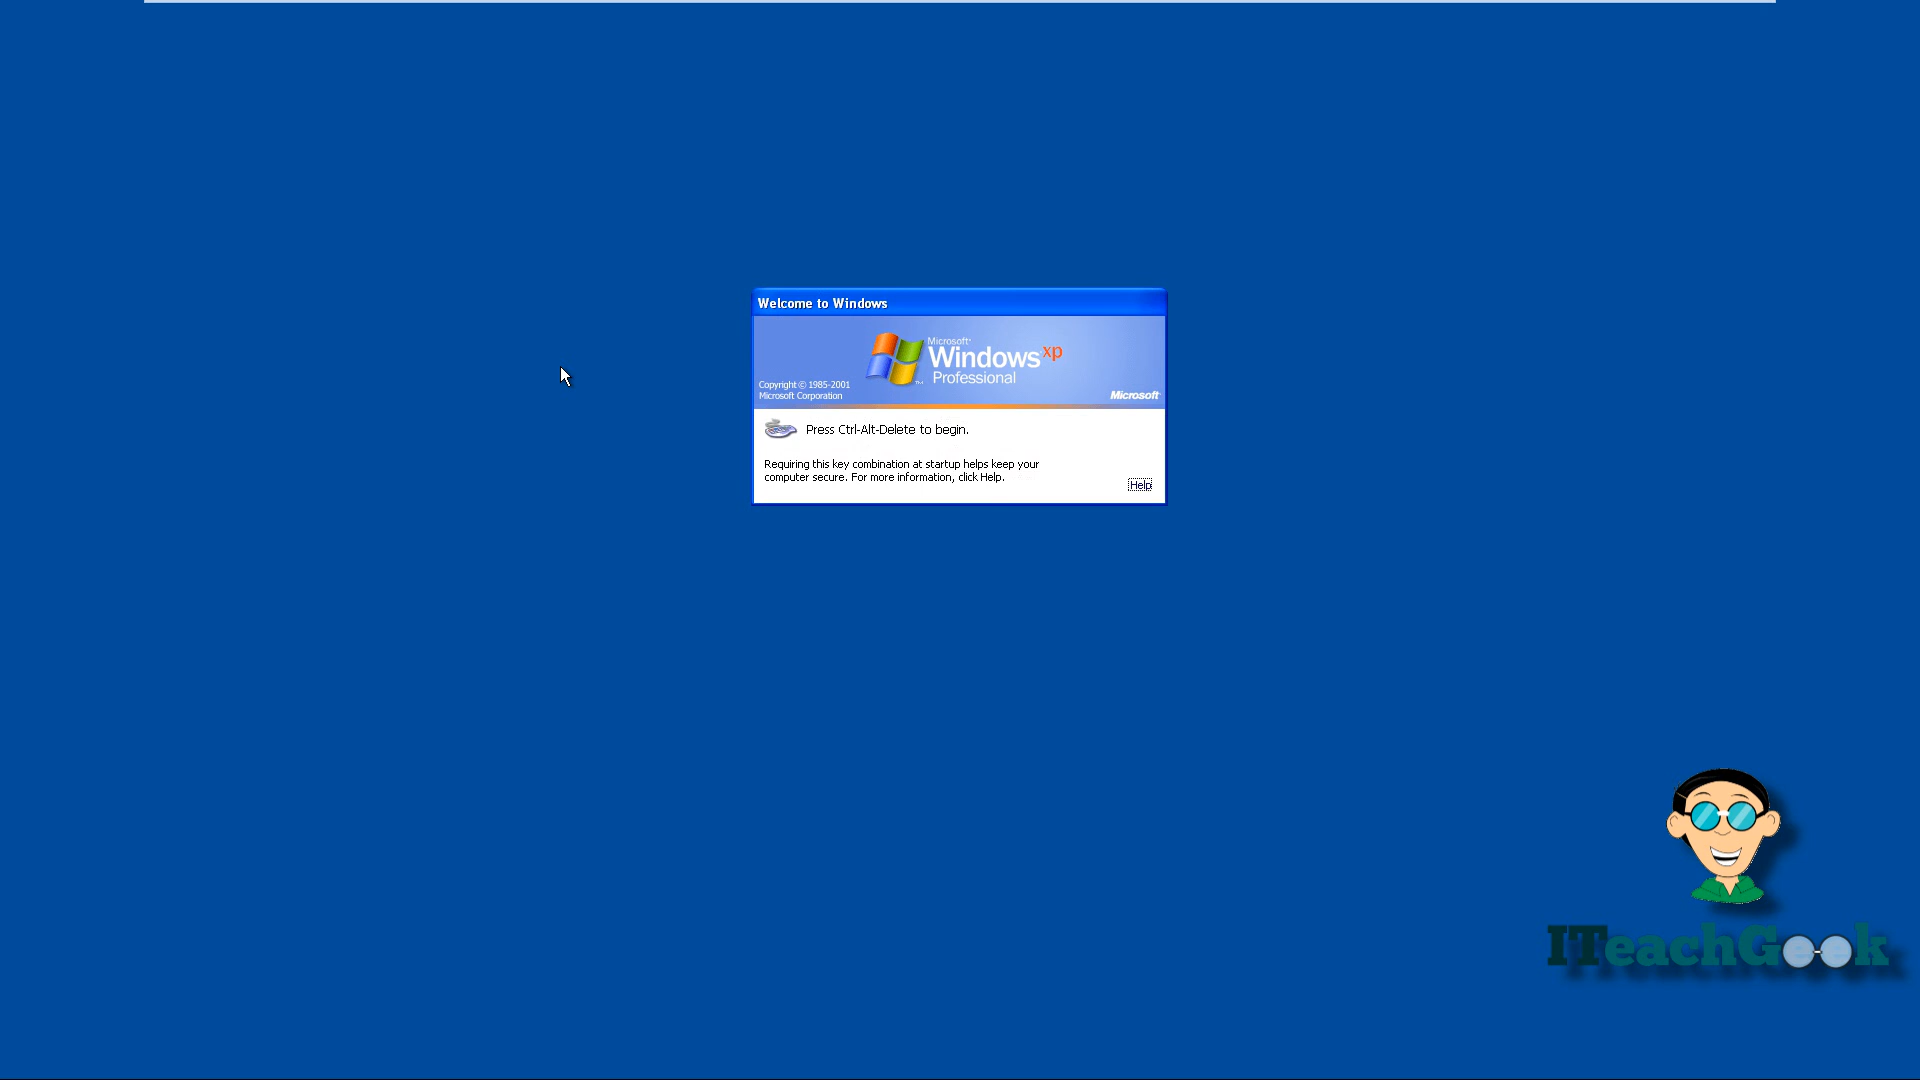 Welcome to Windows
Microsoft®
Windows xp
Professional
Copyright © 1985-2001
Microsoft Corporation
Microsoft
Press Ctrl-Alt-Delete to begin.
Requiring this key combination at startup helps keep your
computer secure. For more information, click Help.
Help
ITeachGeek